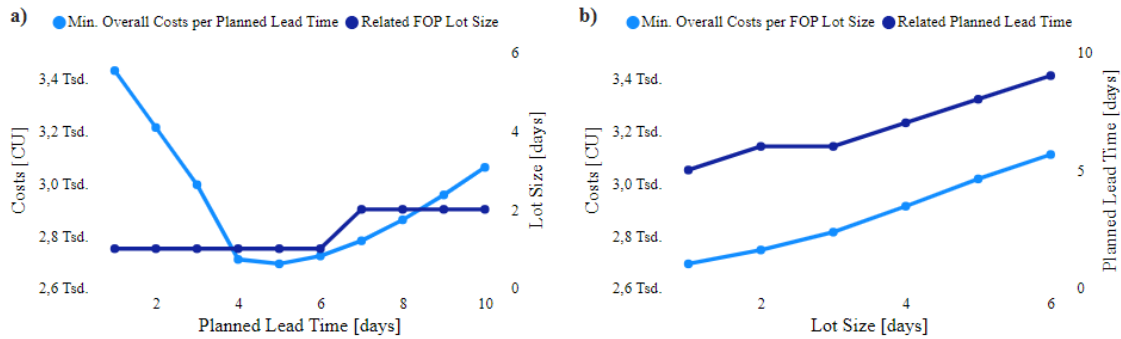 a)
Min. Overall Costs per Planned Lead Time Related FOP Lot Size
3,4 Tsd.
3,2 Tsd.
3,0 Tsd.
2,8 Tsd.
2,6 Tsd.
Costs [CU]
6
4
2
0
Lot Size [days]
2 4 6 8 10
Planned Lead Time [days]
b)
Min. Overall Costs per FOP Lot Size Related Planned Lead Time
3,4 Tsd.
3,2 Tsd.
3,0 Tsd.
2,8 Tsd.
2,6 Tsd.
Costs [CU]
10
5
0
Planned Lead Time [days]
2 4 6
Lot Size [days]